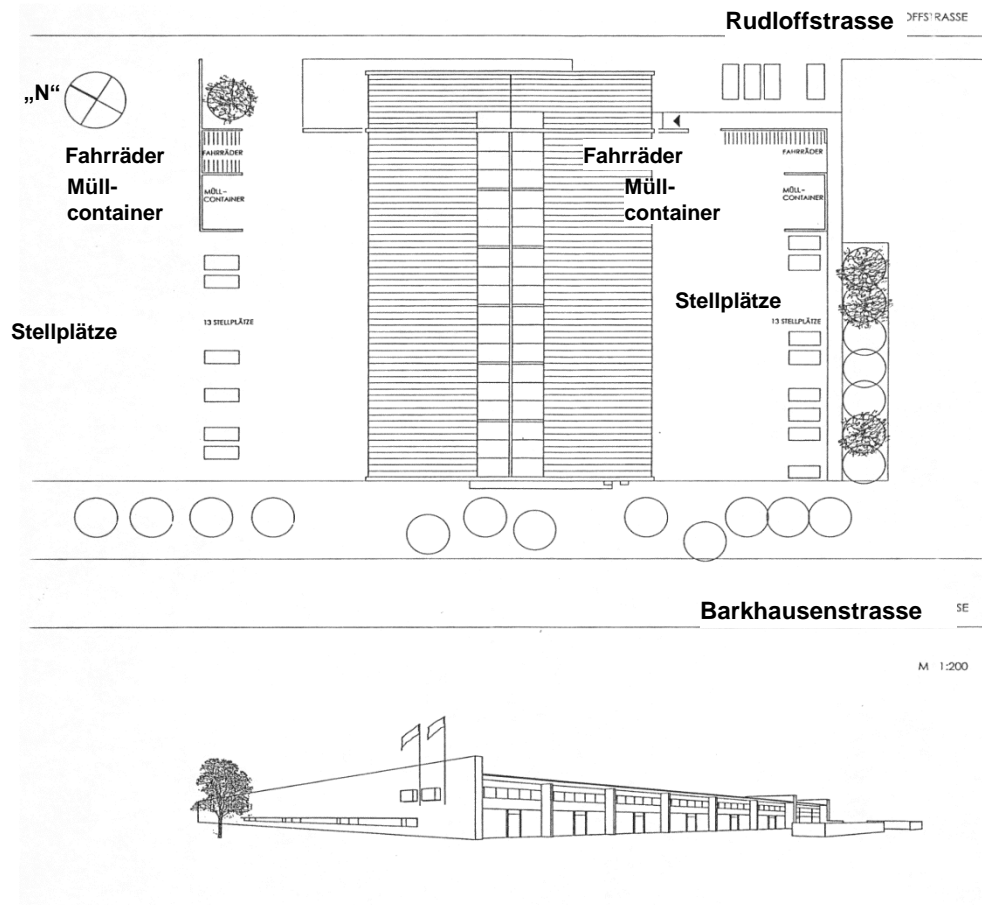 Rudloffstrasse
OFFSTRASSE
„N“
Fahrräder
FAHRRÄDER
Müll-
container
MÜLL-
CONTAINER
Fahrräder
FAHRRÄDER
Müll-
container
MÜLL-
CONTAINER
Stellplätze
13 STELLPLÄTZE
Stellplätze
13 STELLPLÄTZE
Barkhausenstrasse
SE
M 1:200